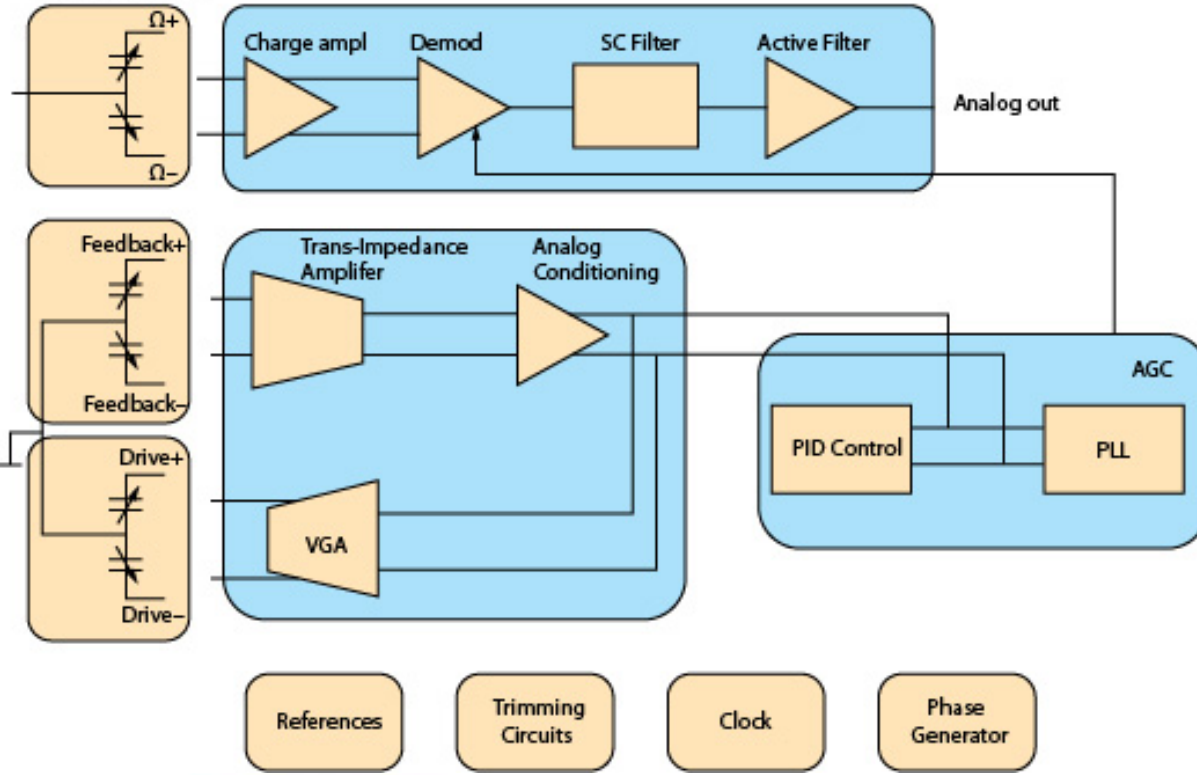 Ω+
Ω−
Charge ampl
Demod
SC Filter
Active Filter
Analog out
Feedback+
Feedback−
Drive+
Drive−
Trans-Impedance
Amplifer
Analog
Conditioning
VGA
AGC
PID Control
PLL
References
Trimming
Circuits
Clock
Phase
Generator